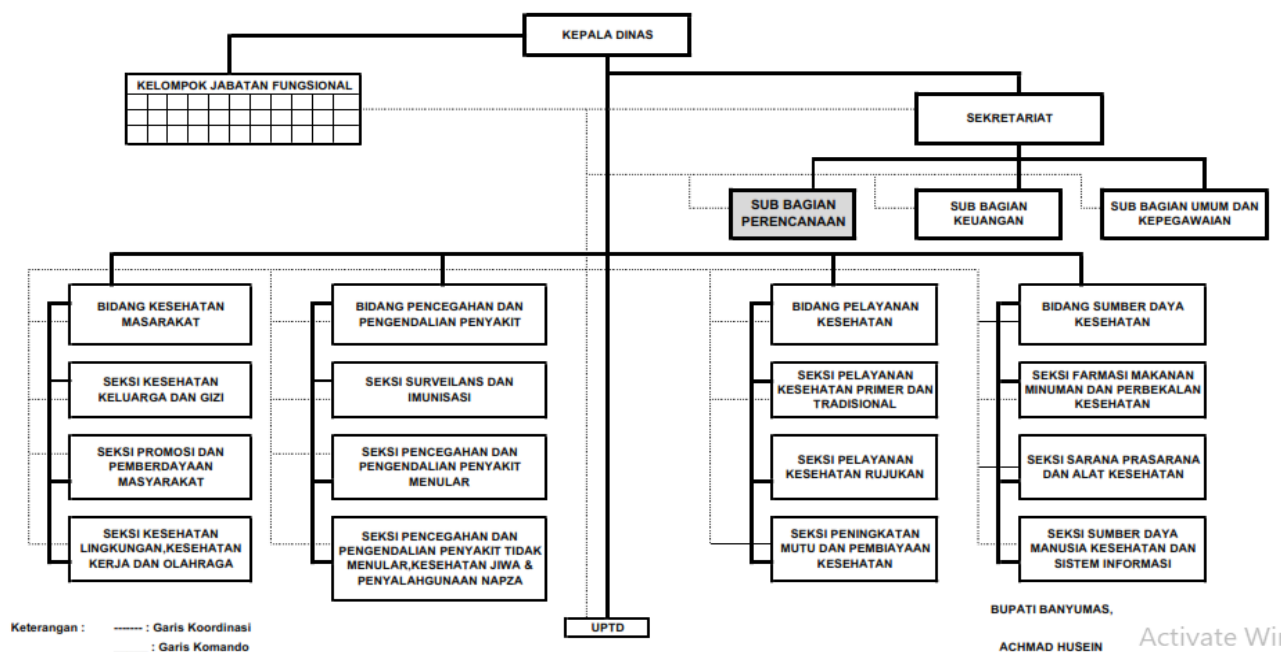 KEPALA DINAS
KELOMPOK JABATAN FUNGSIONAL
SEKRETARIAT
SUB BAGIAN
PERENCANAAN
SUB BAGIAN
KEUANGAN
SUB BAGIAN UMUM DAN
KEPEGAWAIAN
BIDANG KESEHATAN
MASARAKAT
BIDANG PENCEGAHAN DAN
PENGENDALIAN PENYAKIT
BIDANG PELAYANAN
KESEHATAN
BIDANG SUMBER DAYA
KESEHATAN
SEKSI KESEHATAN
KELUARGA DAN GIZI
SEKSI SURVEILANS DAN
IMUNISASI
SEKSI PELAYANAN
KESEHATAN PRIMER DAN
TRADISIONAL
SEKSI FARMASI MAKANAN
MINUMAN DAN PERBEKALAN
KESEHATAN
SEKSI PROMOSI DAN
PEMBERDAYAAN
MASYARAKAT
SEKSI PENCEGAHAN DAN
PENGENDALIAN PENYAKIT
MENULAR
SEKSI PELAYANAN
KESEHATAN RUJUKAN
SEKSI SARANA PRASARANA
DAN ALAT KESEHATAN
SEKSI KESEHATAN
LINGKUNGAN,KESEHATAN
KERJA DAN OLAHRAGA
SEKSI PENCEGAHAN DAN
PENGENDALIAN PENYAKIT TIDAK
MENULAR,KESEHATAN JIWA &
PENYALAHGUNAAN NAPZA
SEKSI PENINGKATAN
MUTU DAN PEMBIAYAAN
KESEHATAN
SEKSI SUMBER DAYA
MANUSIA KESEHATAN DAN
SISTEM INFORMASI
UPTD
Keterangan : ------- : Garis Koordinasi
______ : Garis Komando
BUPATI BANYUMAS,
ACHMAD HUSEIN
Activate Win